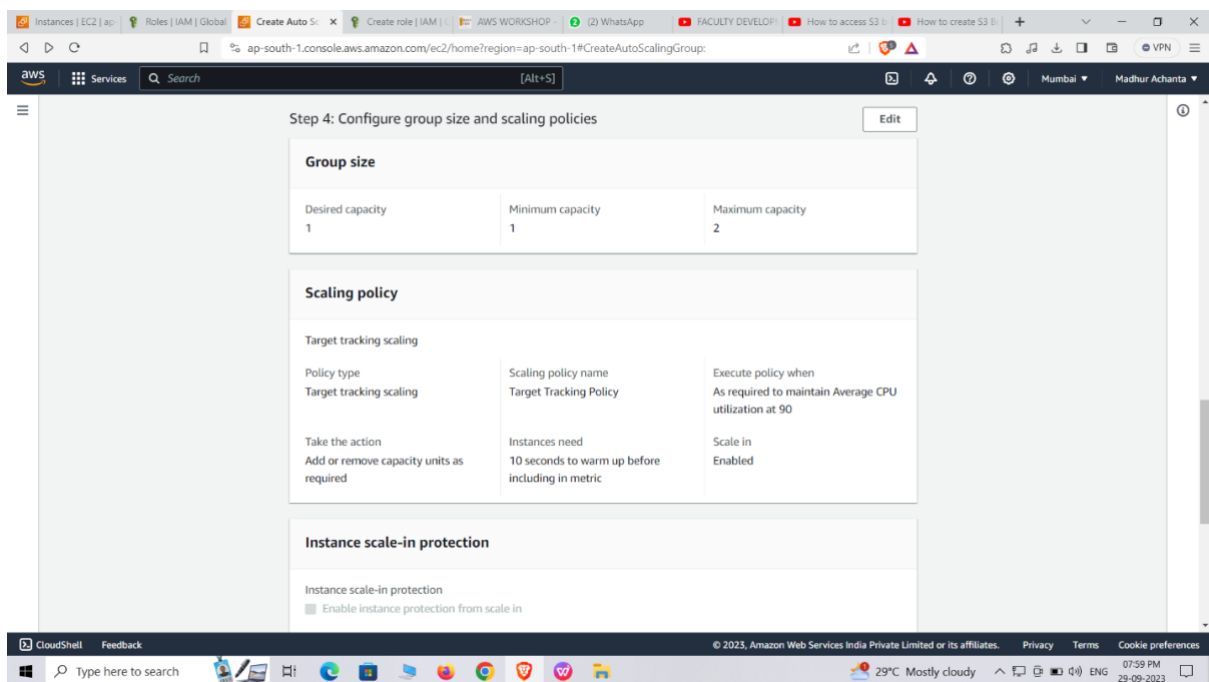 Instances | EC2 | ap-
Roles | IAM | Global
Create Auto Sc
Create role | IAM | G
AWS WORKSHOP -
(2) WhatsApp
FACULTY DEVELOP
How to access S3 b
How to create S3 B
ap-south-1.console.aws.amazon.com/ec2/home?region=ap-south-1#CreateAutoScalingGroup:
VPN
aws
Services
Search
[Alt+S]
Mumbai ▼
Madhur Achanta ▼
Step 4: Configure group size and scaling policies
Edit
Group size
Desired capacity
1
Minimum capacity
1
Maximum capacity
2
Scaling policy
Target tracking scaling
Policy type
Target tracking scaling
Scaling policy name
Target Tracking Policy
Execute policy when
As required to maintain Average CPU
utilization at 90
Take the action
Add or remove capacity units as
required
Instances need
10 seconds to warm up before
including in metric
Scale in
Enabled
Instance scale-in protection
Instance scale-in protection
Enable instance protection from scale in
CloudShell
Feedback
© 2023, Amazon Web Services India Private Limited or its affiliates.
Privacy
Terms
Cookie preferences
Type here to search
29°C Mostly cloudy
ENG
07:59 PM
29-09-2023